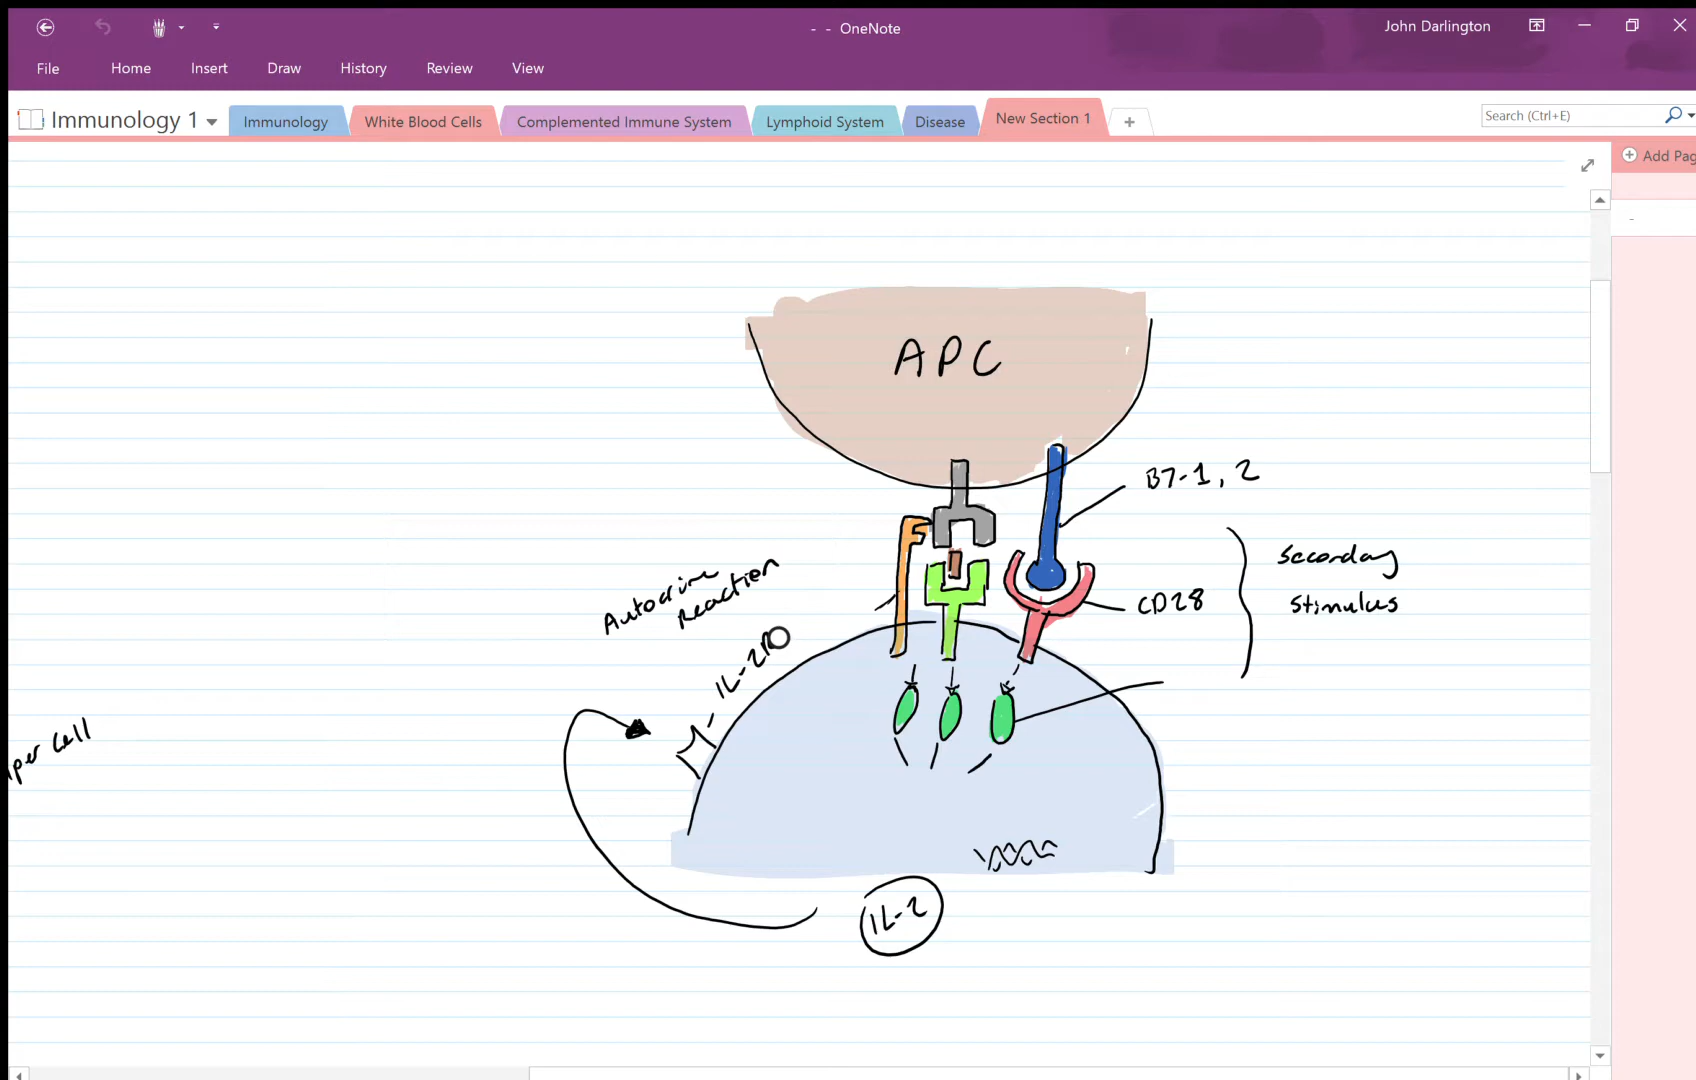 - - OneNote
John Darlington
File Home Insert Draw History Review View
Immunology 1
Immunology White Blood Cells Complemented Immune System Lymphoid System Disease New Section 1
Search (Ctrl+E)
Add Pag
APC
B7-1, 2
Secondary
Stimulus
CD28
Autocrine
Reaction
IL-2R
per cell
IL-2